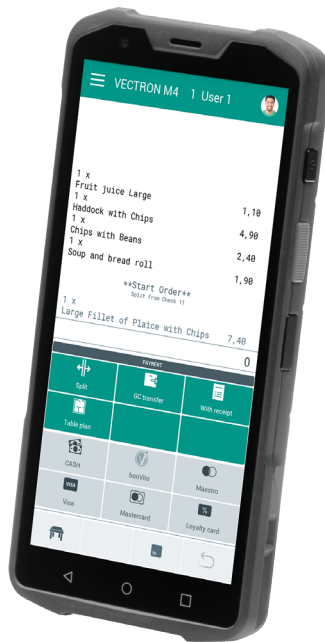 VECTRON M4 1 User 1
1 x
Fruit juice Large 1,10
1 x
Haddock with Chips 4,90
1 x
Chips with Beans 2,40
1 x
Soup and bread roll 1,90
**Start Order**
Split from Check 11
1 x
Large Fillet of Plaice with Chips 7,40
0
PAYMENT
Split GC transfer With receipt
Table plan
CASH bonVito Maestro
VISA %
Visa Mastercard Loyalty card